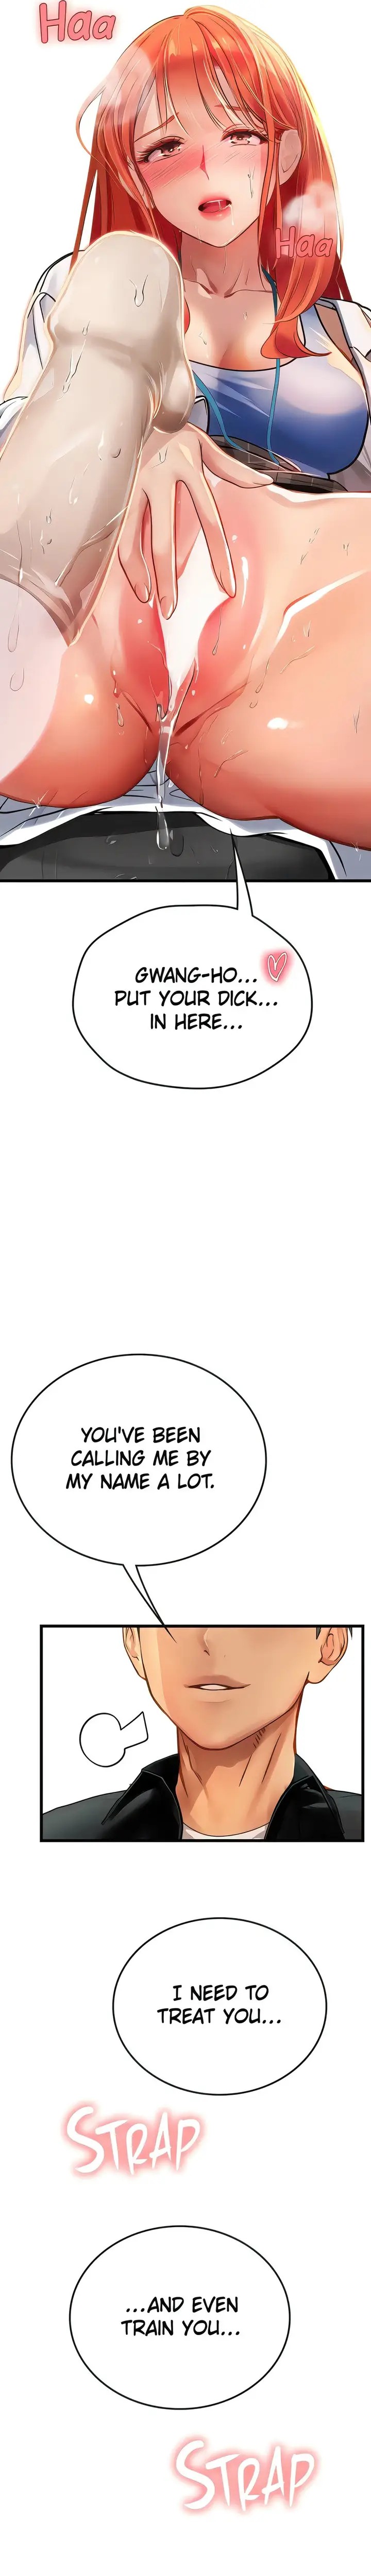 Haa
Haa
GWANG-HO...
PUT YOUR DICK...
IN HERE...
YOU'VE BEEN
CALLING ME BY
MY NAME A LOT.
I NEED TO
TREAT YOU...
STRAP
...AND EVEN
TRAIN YOU...
STRAP